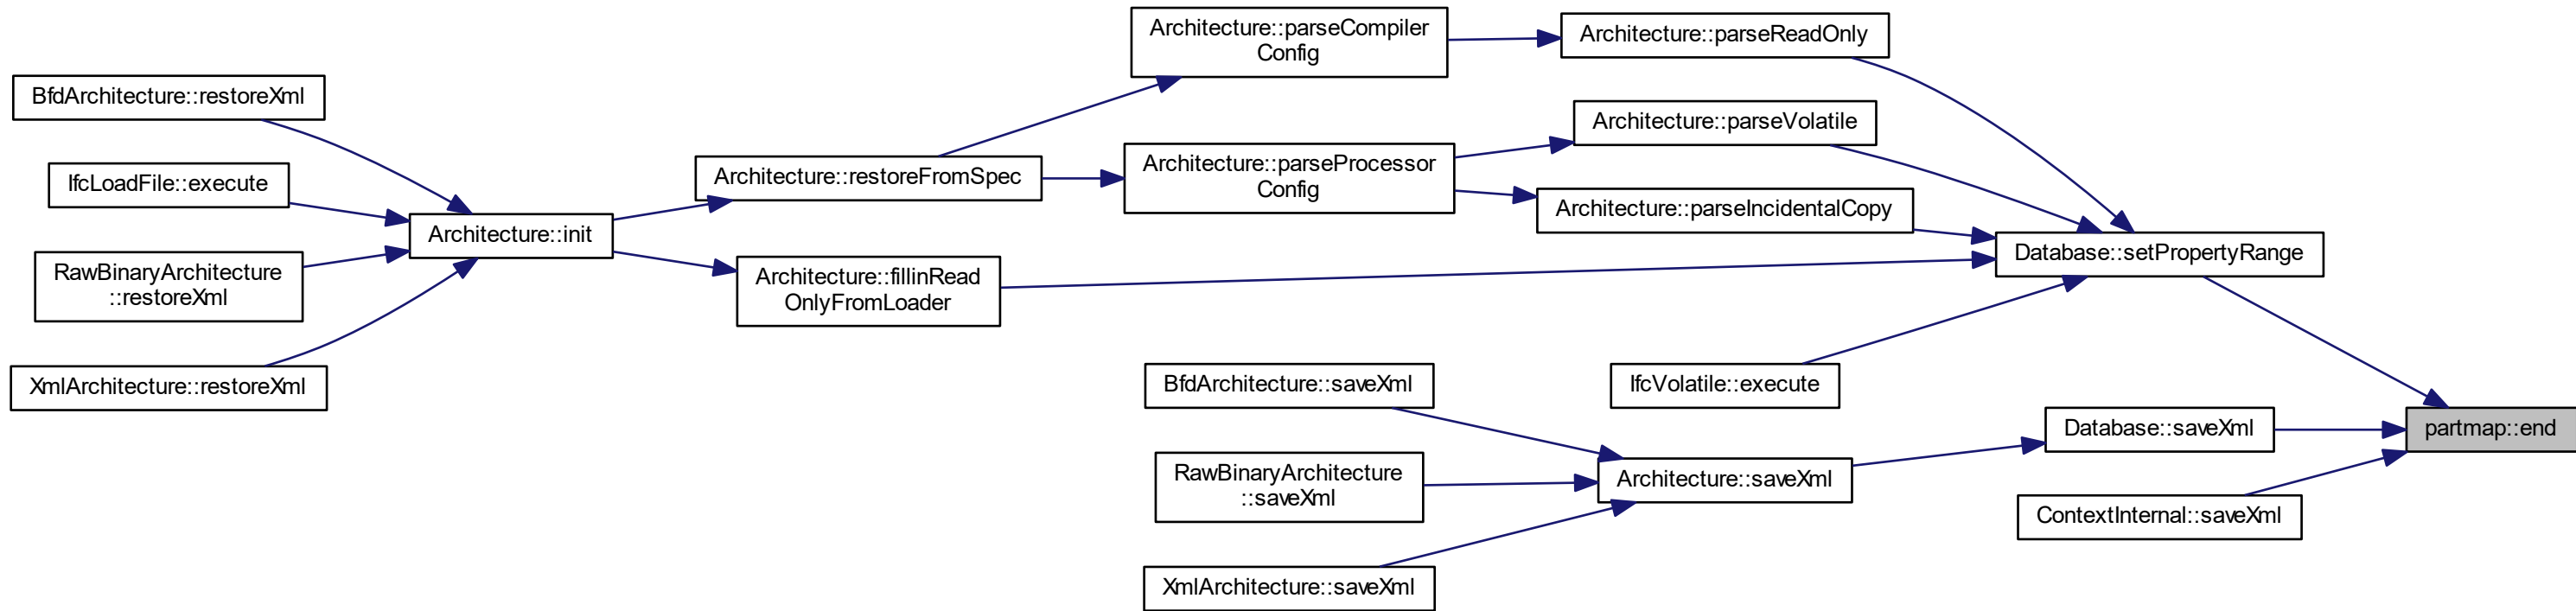 Architecture::parseCompiler
Config
Architecture::parseReadOnly
BfdArchitecture::restoreXml
Architecture::parseVolatile
IfcLoadFile::execute
Architecture::restoreFromSpec
Architecture::parseProcessor
Config
Architecture::parseIncidentalCopy
Architecture::init
Database::setPropertyRange
RawBinaryArchitecture
::restoreXml
Architecture::fillinRead
OnlyFromLoader
XmlArchitecture::restoreXml
BfdArchitecture::saveXml
IfcVolatile::execute
Database::saveXml
partmap::end
RawBinaryArchitecture
::saveXml
Architecture::saveXml
ContextInternal::saveXml
XmlArchitecture::saveXml